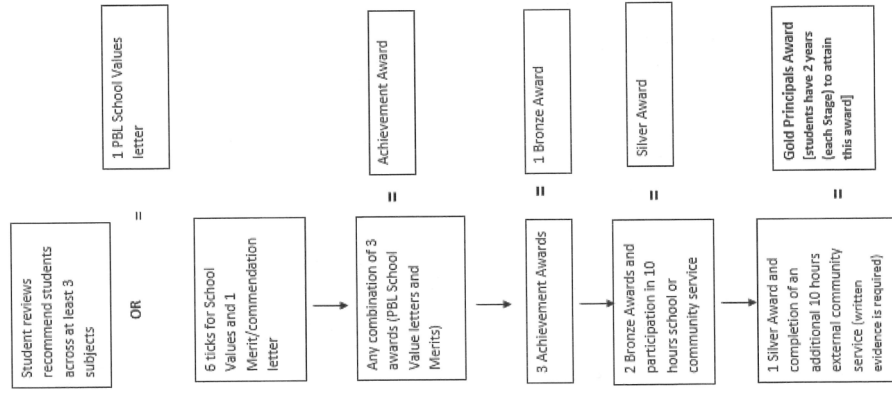 Student reviews
recommend students
across at least 3
subjects
OR
=
1 PBL School Values
letter
6 ticks for School
Values and 1
Merit/commendation
letter
Any combination of 3
awards (PBL School
Value letters and
Merits)
=
Achievement Award
3 Achievement Awards
=
1 Bronze Award
2 Bronze Awards and
participation in 10
hours school or
community service
=
Silver Award
1 Silver Award and
completion of an
additional 10 hours
external community
service (written
evidence is required)
=
Gold Principals Award
[students have 2 years
(each Stage) to attain
this award]